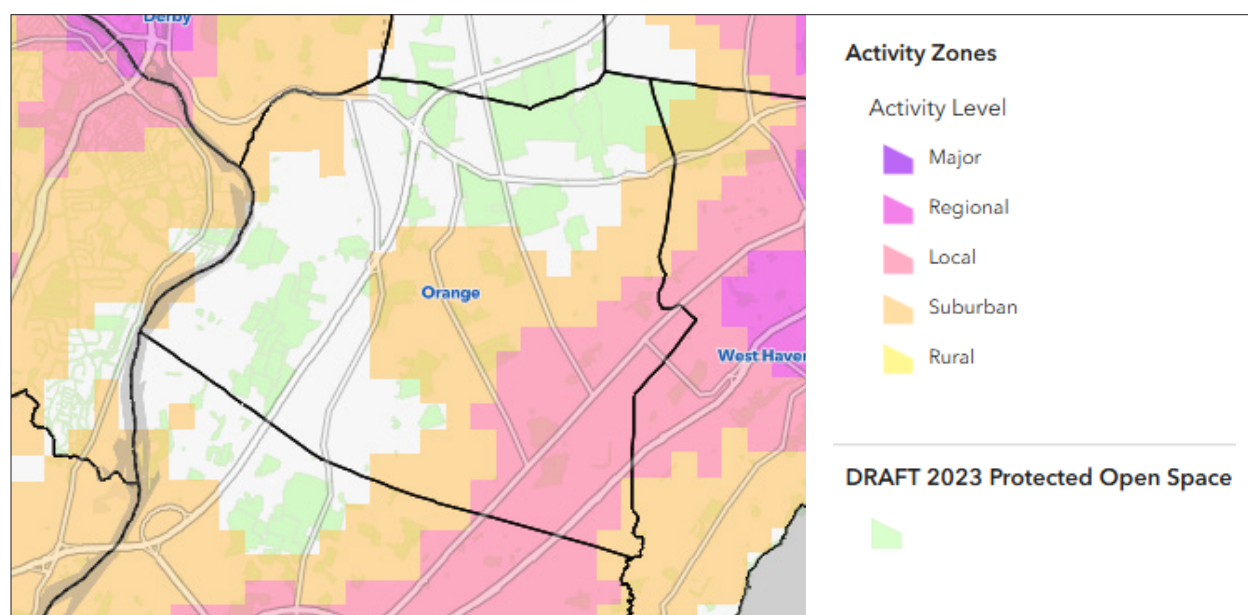 Derby
Orange
West Haven
Activity Zones
Activity Level
Major
Regional
Local
Suburban
Rural
DRAFT 2023 Protected Open Space